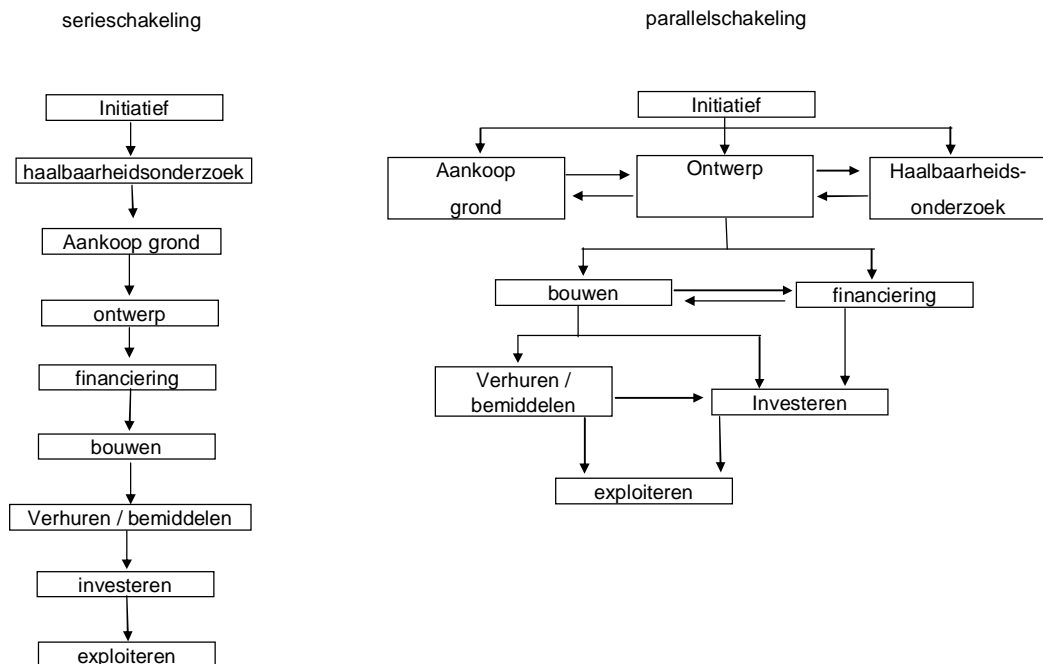 serieschakeling
Initiatief
haalbaarheidsonderzoek
Aankoop grond
ontwerp
financiering
bouwen
Verhuren / bemiddelen
investeren
exploiteren
parallelschakeling
Initiatief
Aankoop
grond
Ontwerp
Haalbaarheids-
onderzoek
bouwen
financiering
Verhuren /
bemiddelen
Investeren
exploiteren